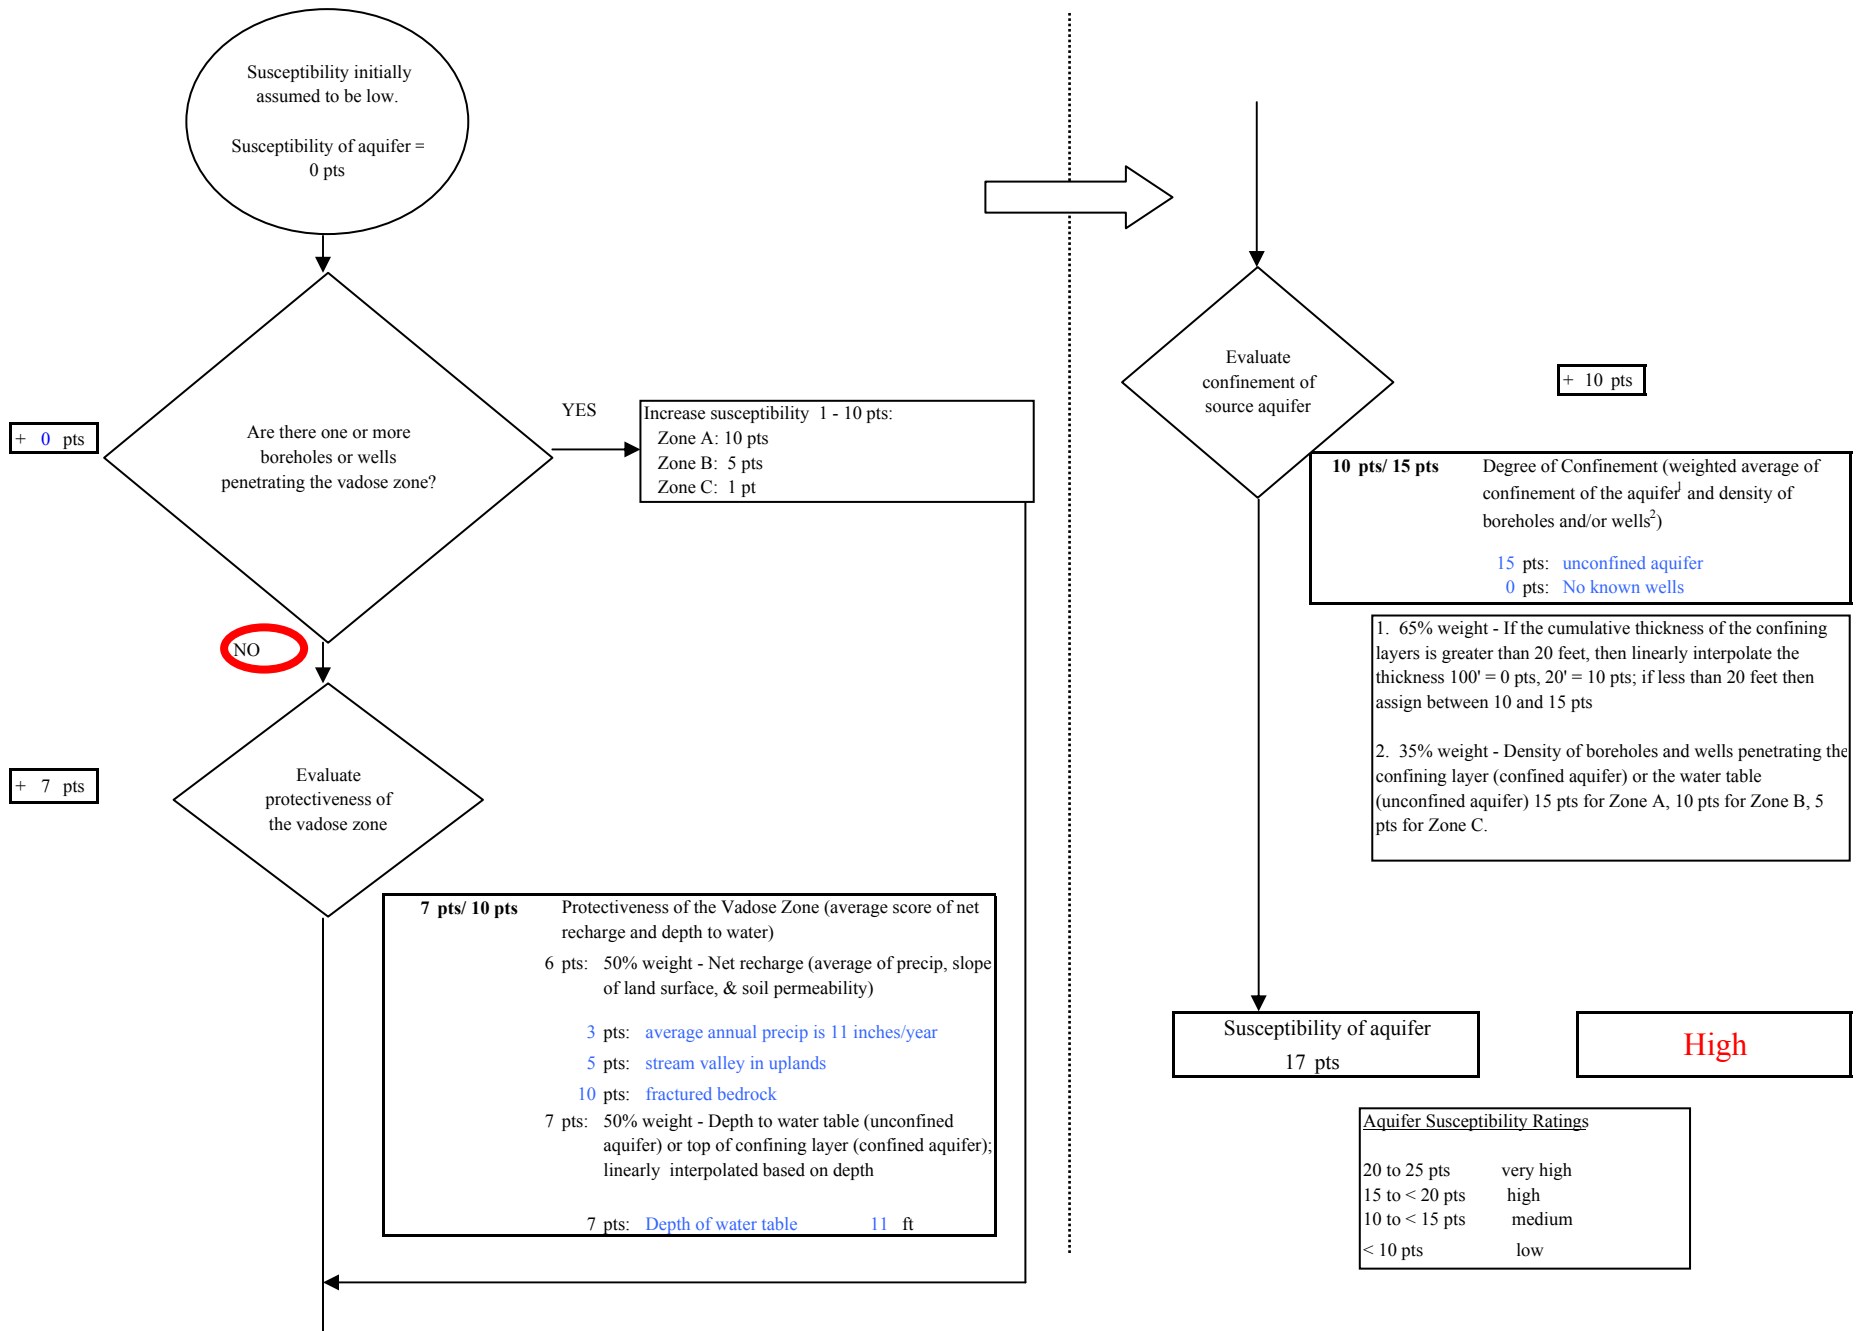 Susceptibility initially
assumed to be low.
Susceptibility of aquifer =
0 pts
Are there one or more
boreholes or wells
penetrating the vadose zone?
+ 0 pts
YES
Increase susceptibility 1 - 10 pts:
Zone A: 10 pts
Zone B: 5 pts
Zone C: 1 pt
NO
Evaluate
protectiveness of
the vadose zone
+ 7 pts
7 pts/ 10 pts Protectiveness of the Vadose Zone (average score of net
recharge and depth to water)
6 pts: 50% weight - Net recharge (average of precip, slope
of land surface, & soil permeability)
3 pts: average annual precip is 11 inches/year
5 pts: stream valley in uplands
10 pts: fractured bedrock
7 pts: 50% weight - Depth to water table (unconfined
aquifer) or top of confining layer (confined aquifer);
linearly interpolated based on depth
7 pts: Depth of water table 11 ft
Evaluate
confinement of
source aquifer
+ 10 pts
10 pts/ 15 pts Degree of Confinement (weighted average of
confinement of the aquifer1 and density of
boreholes and/or wells2)
15 pts: unconfined aquifer
0 pts: No known wells
1. 65% weight - If the cumulative thickness of the confining
layers is greater than 20 feet, then linearly interpolate the
thickness 100' = 0 pts, 20' = 10 pts; if less than 20 feet then
assign between 10 and 15 pts
2. 35% weight - Density of boreholes and wells penetrating the
confining layer (confined aquifer) or the water table
(unconfined aquifer) 15 pts for Zone A, 10 pts for Zone B, 5
pts for Zone C.
Susceptibility of aquifer
17 pts
High
Aquifer Susceptibility Ratings
20 to 25 pts very high
15 to < 20 pts high
10 to < 15 pts medium
< 10 pts low